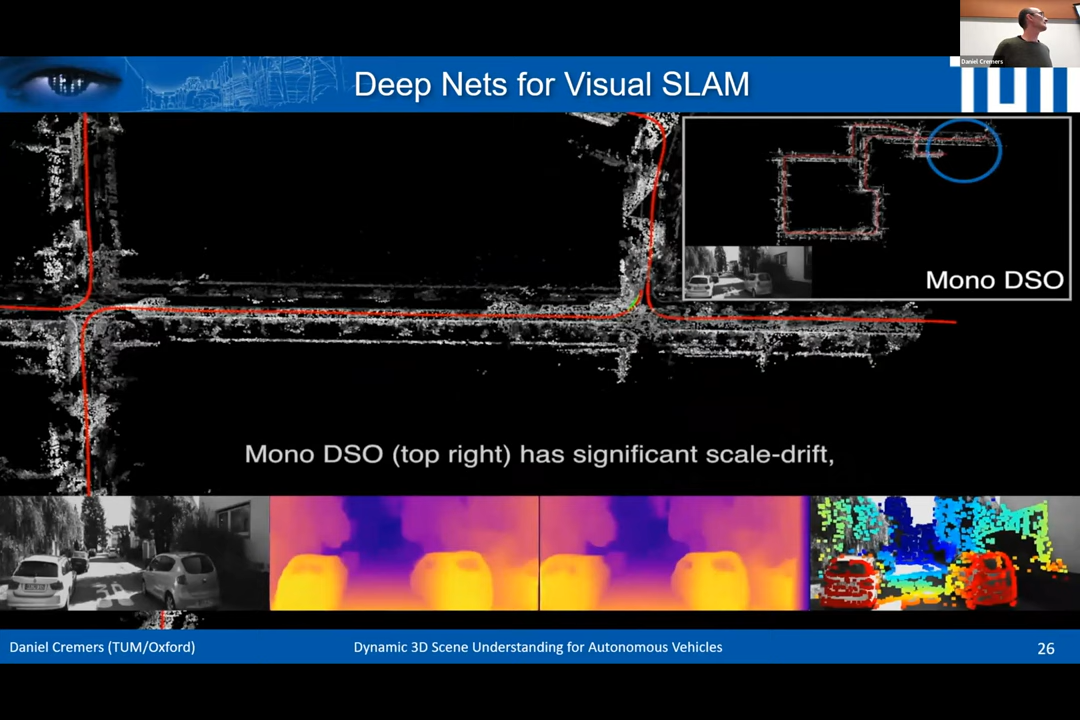 Daniel Cremers
Deep Nets for Visual SLAM
TUM
Mono DSO
Mono DSO (top right) has significant scale-drift,
Daniel Cremers (TUM/Oxford)
Dynamic 3D Scene Understanding for Autonomous Vehicles
26